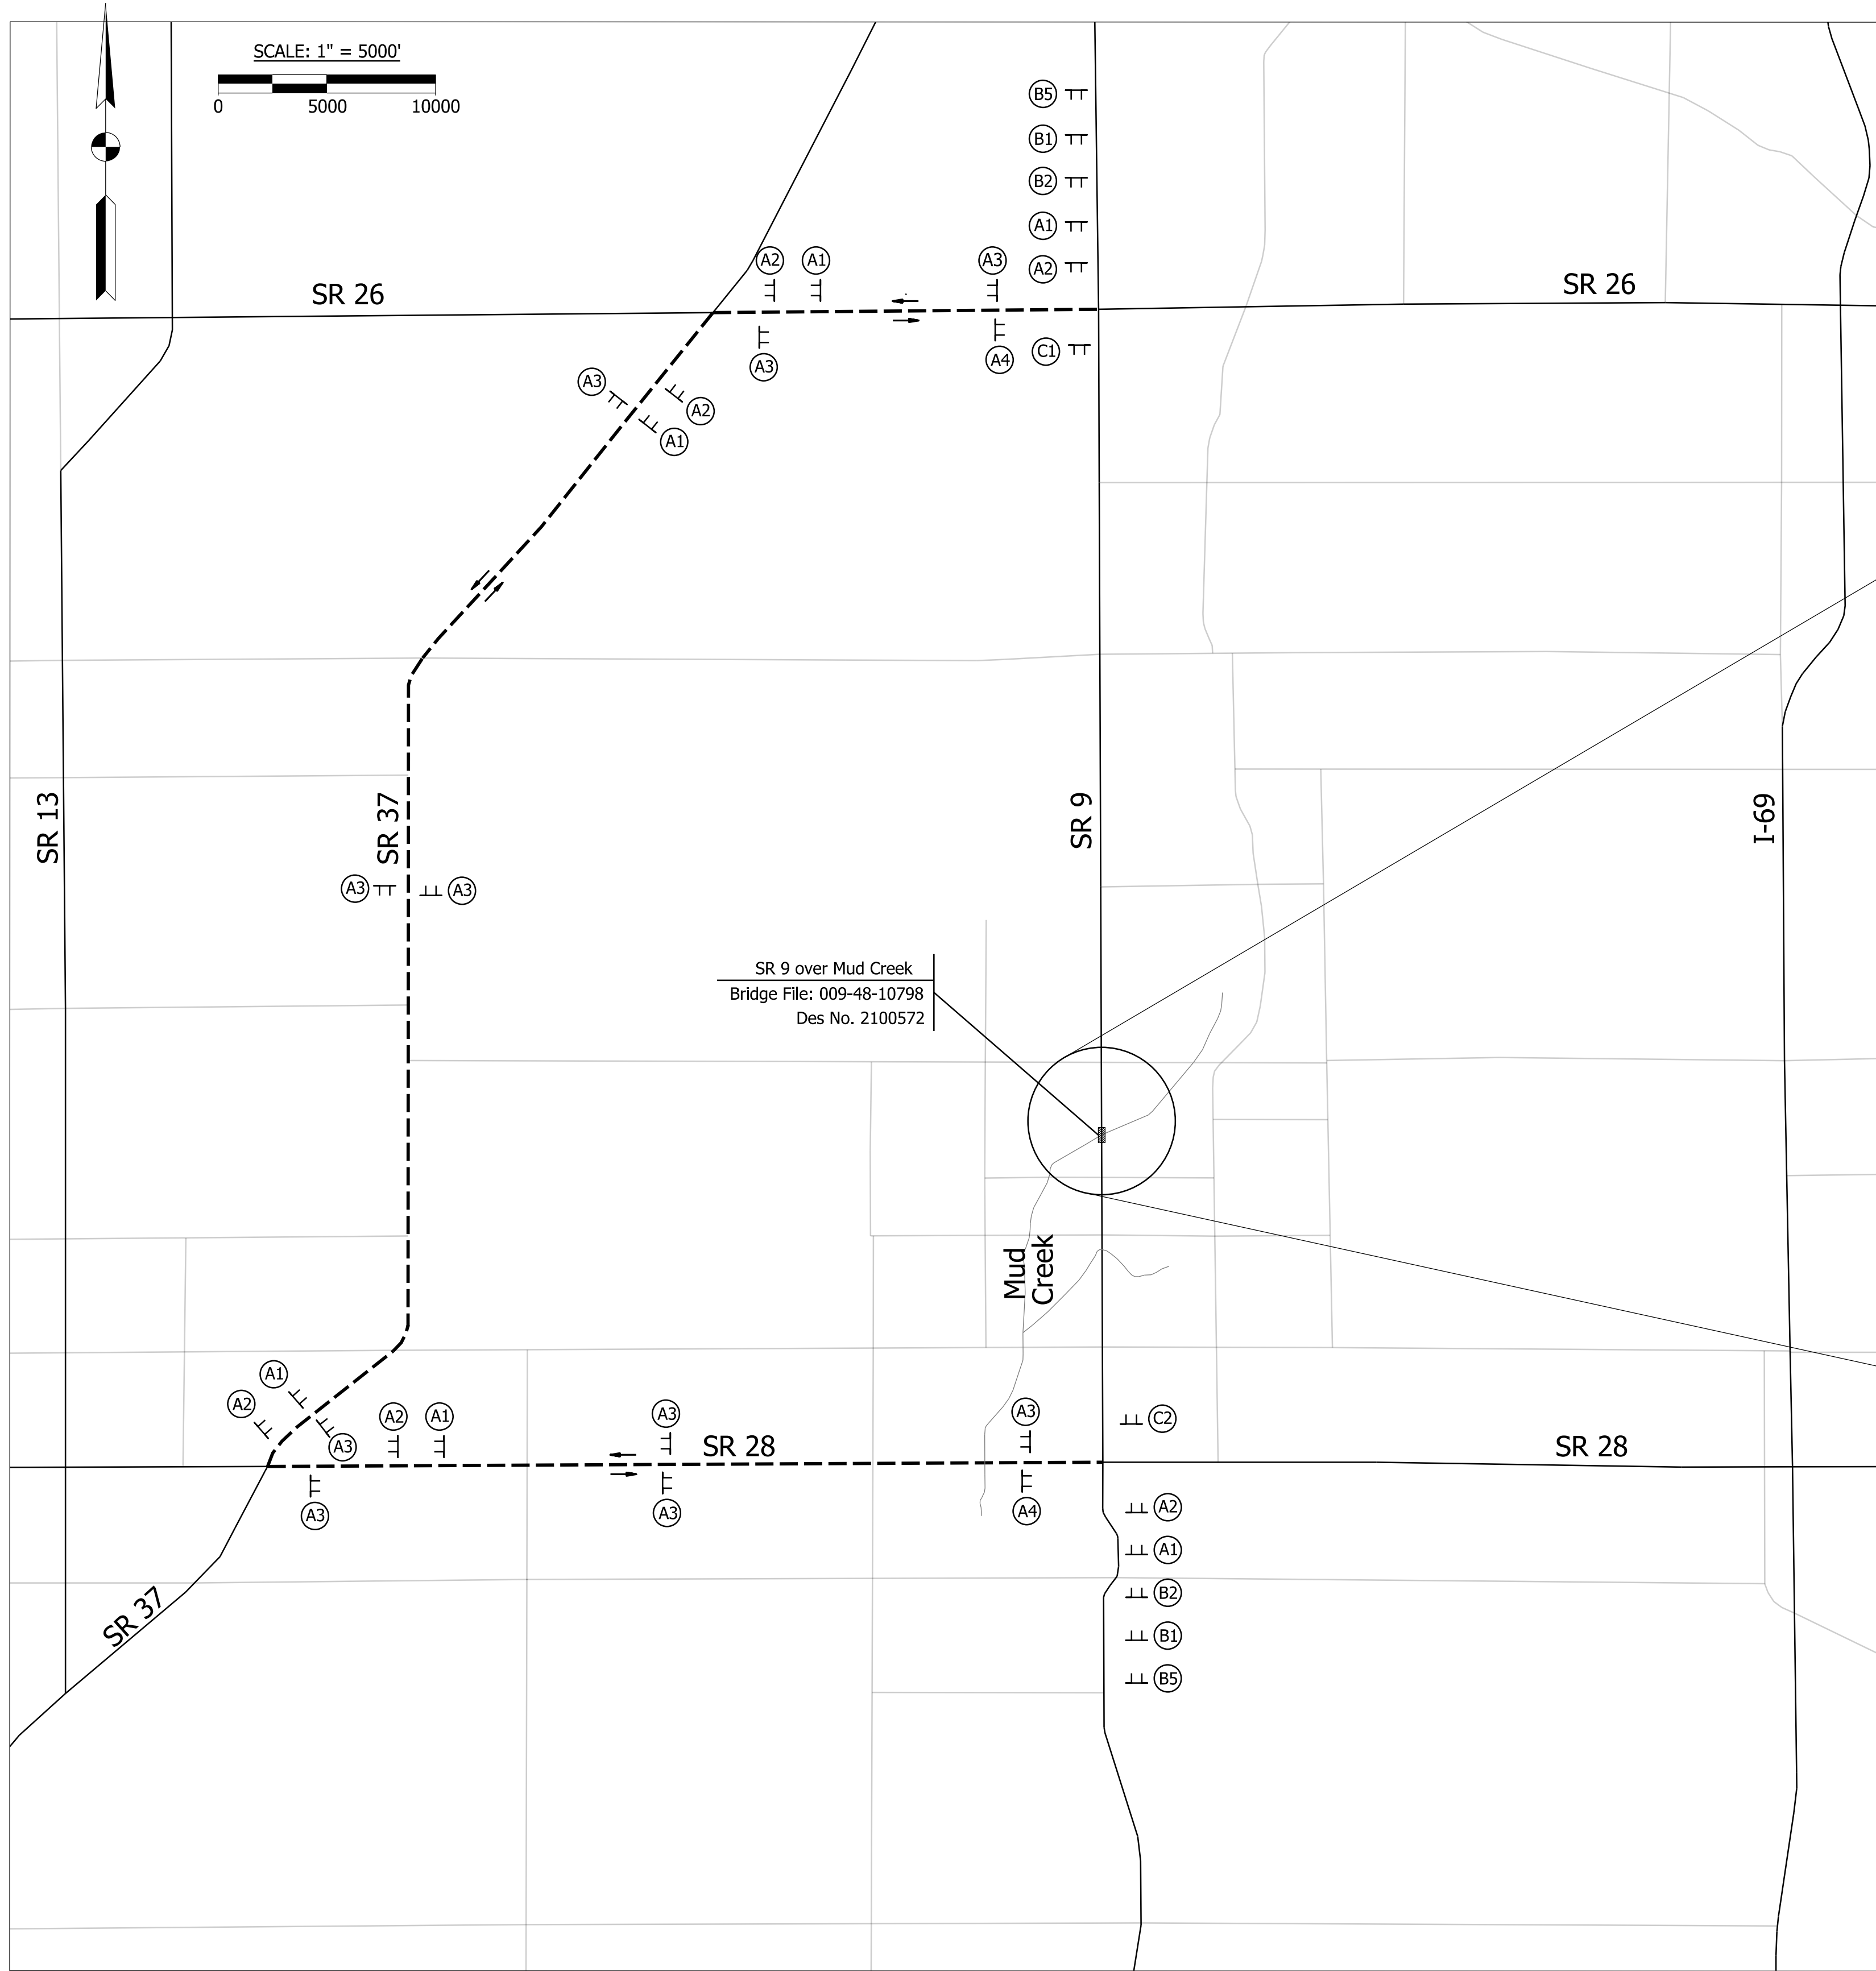 SCALE: 1" = 5000'
0 5000 10000
B5
B1
B2
A1
A2
A2 A1 A3
SR 26
SR 26
A3
A4
C1
A3
A2
A1
SR 13
SR 37
SR 9
I-69
A3 A3
SR 9 over Mud Creek
Bridge File: 009-48-10798
Des No. 2100572
Mud
Creek
A1
A2
A3
A2 A1 A3 A3
C2
SR 28
SR 28
A3 A3 A4
A2
A1
B2
B1
B5
SR 37